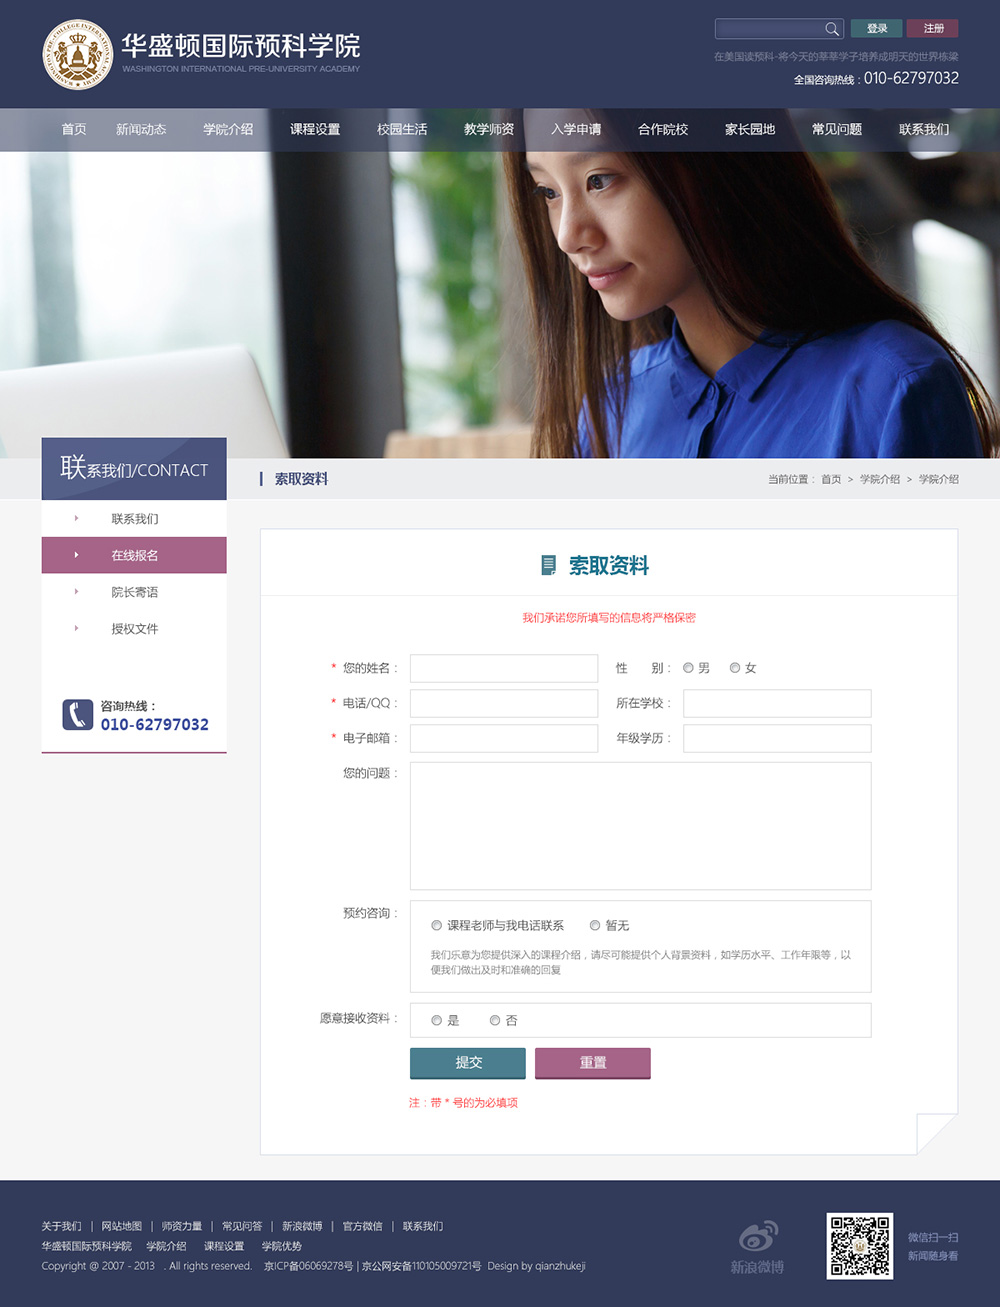 华盛顿国际预科学院
WASHINGTON INTERNATIONAL PRE-UNIVERSITY ACADEMY
登录 注册
在美国读预科-将今天的莘莘学子培养成明天的世界栋梁
全国咨询热线：010-62797032
首页 新闻动态 学院介绍 课程设置 校园生活 教学师资 入学申请 合作院校 家长园地 常见问题 联系我们
联系我们/CONTACT
索取资料
当前位置： 首页 > 学院介绍 > 学院介绍
联系我们
在线报名
院长寄语
授权文件
咨询热线：
010-62797032
索取资料
我们承诺您所填写的信息将严格保密
* 您的姓名：
性 别： 男 女
* 电话/QQ：
所在学校：
* 电子邮箱：
年级学历：
您的问题：
预约咨询：
课程老师与我电话联系 暂无
我们乐意为您提供深入的课程介绍，请尽可能提供个人背景资料，如学历水平、工作年限等，以
便我们做出及时和准确的回复
愿意接收资料：
是 否
提交 重置
注：带 * 号的为必填项
关于我们 | 网站地图 | 师资力量 | 常见问答 | 新浪微博 | 官方微信 | 联系我们
华盛顿国际预科学院 学院介绍 课程设置 学院优势
Copyright @ 2007 - 2013 . All rights reserved. 京ICP备06069278号 | 京公网安备110105009721号 Design by qianzhukeji
新浪微博
微信扫一扫
新闻随身看